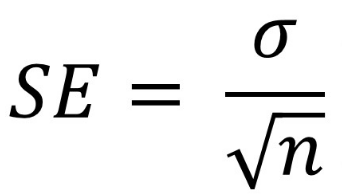 sE = σ / √n